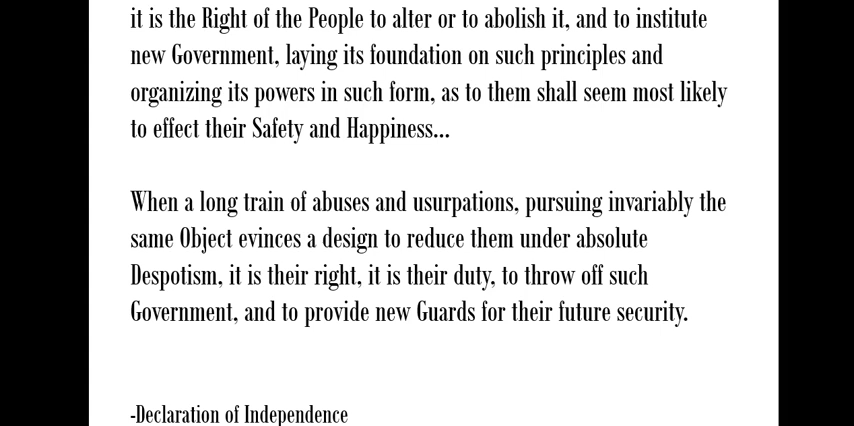 it is the Right of the People to alter or to abolish it, and to institute
new Government, laying its foundation on such principles and
organizing its powers in such form, as to them shall seem most likely
to effect their Safety and Happiness...
When a long train of abuses and usurpations, pursuing invariably the
same Object evinces a design to reduce them under absolute
Despotism, it is their right, it is their duty, to throw off such
Government, and to provide new Guards for their future security.
-Declaration of Independence